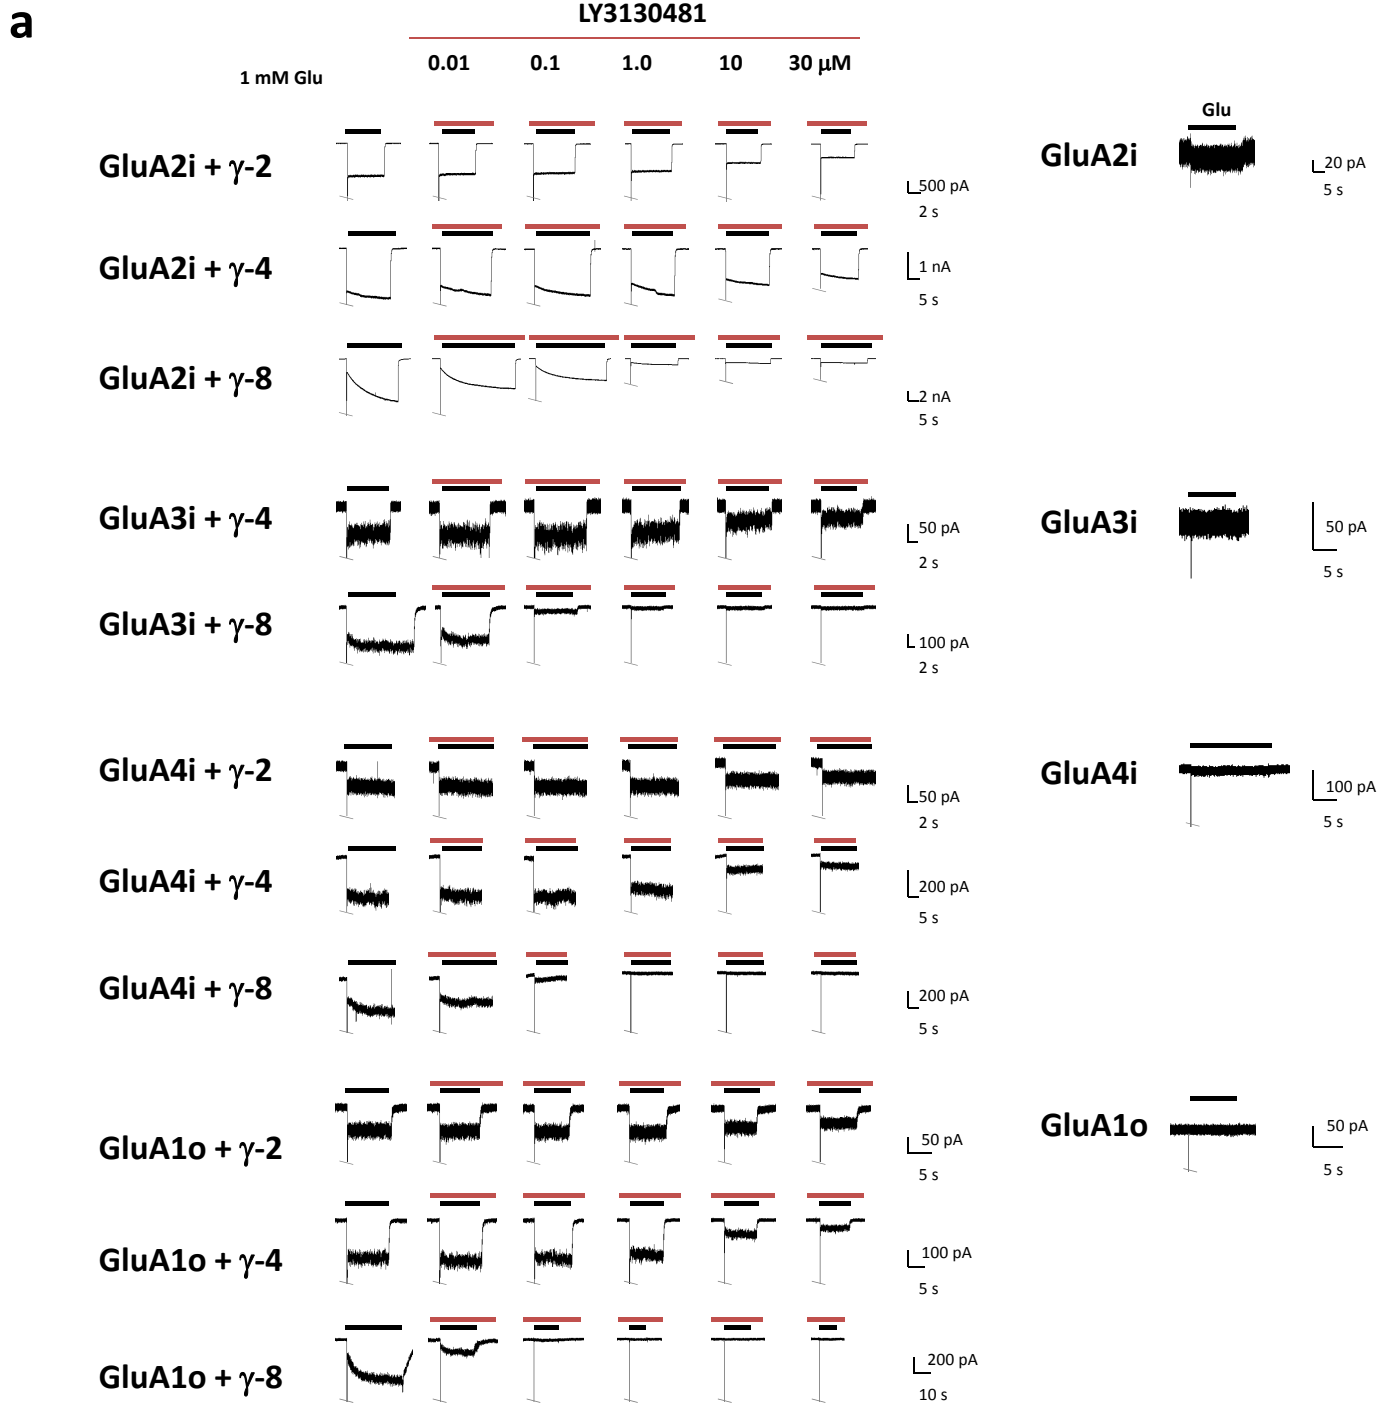 a
LY3130481
1 mM Glu
0.01 0.1 1.0 10 30 μM
GluA2i + γ-2
500 pA
2 s
GluA2i
Glu
20 pA
5 s
GluA2i + γ-4
1 nA
5 s
GluA2i + γ-8
2 nA
5 s
GluA3i + γ-4
50 pA
2 s
GluA3i
50 pA
5 s
GluA3i + γ-8
100 pA
2 s
GluA4i + γ-2
50 pA
2 s
GluA4i
100 pA
5 s
GluA4i + γ-4
200 pA
5 s
GluA4i + γ-8
200 pA
5 s
GluA1o + γ-2
50 pA
5 s
GluA1o
50 pA
5 s
GluA1o + γ-4
100 pA
5 s
GluA1o + γ-8
200 pA
10 s